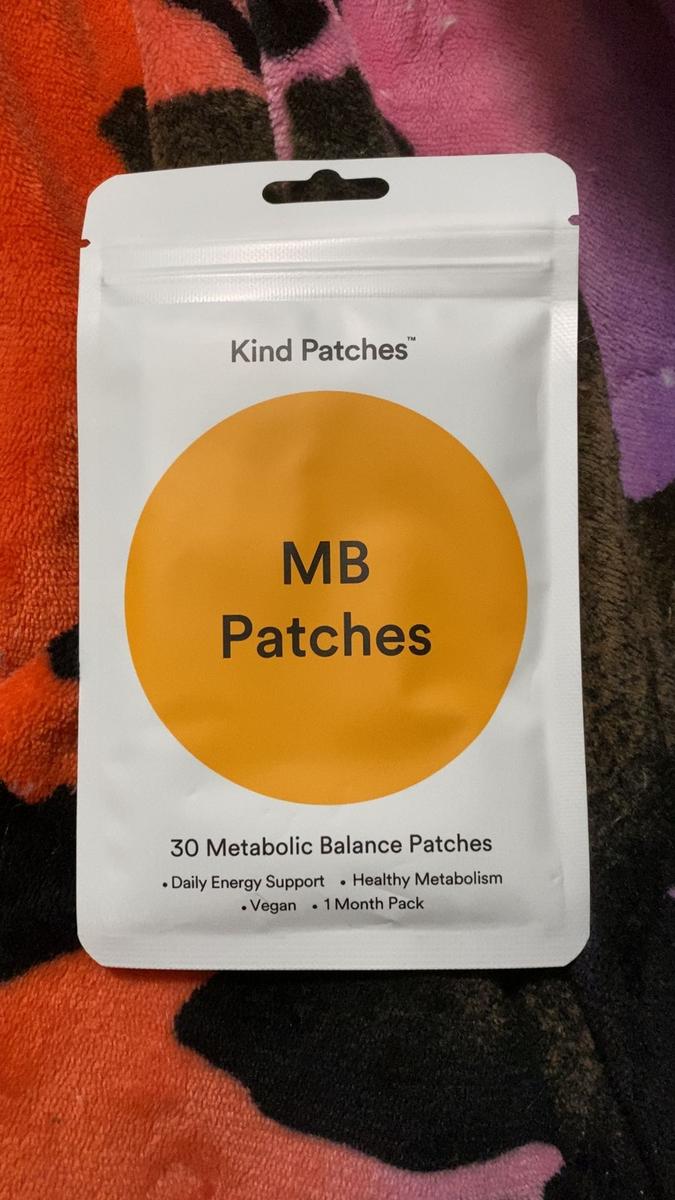 Kind Patches™
MB
Patches
30 Metabolic Balance Patches
• Daily Energy Support • Healthy Metabolism
• Vegan • 1 Month Pack